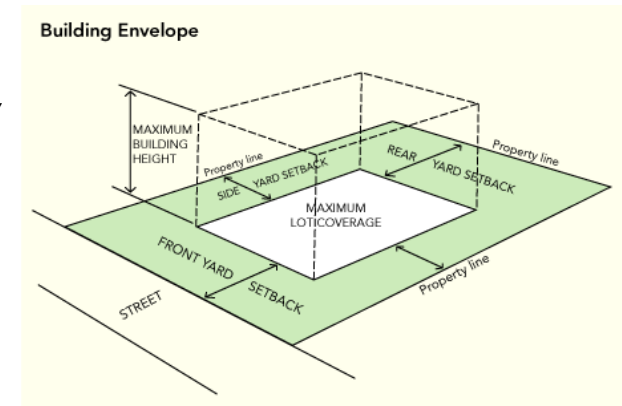 Building Envelope
MAXIMUM
BUILDING
HEIGHT
Property line
SIDE YARD SETBACK
REAR YARD SETBACK
Property line
MAXIMUM
LOTICOVERAGE
FRONT YARD SETBACK
Property line
STREET